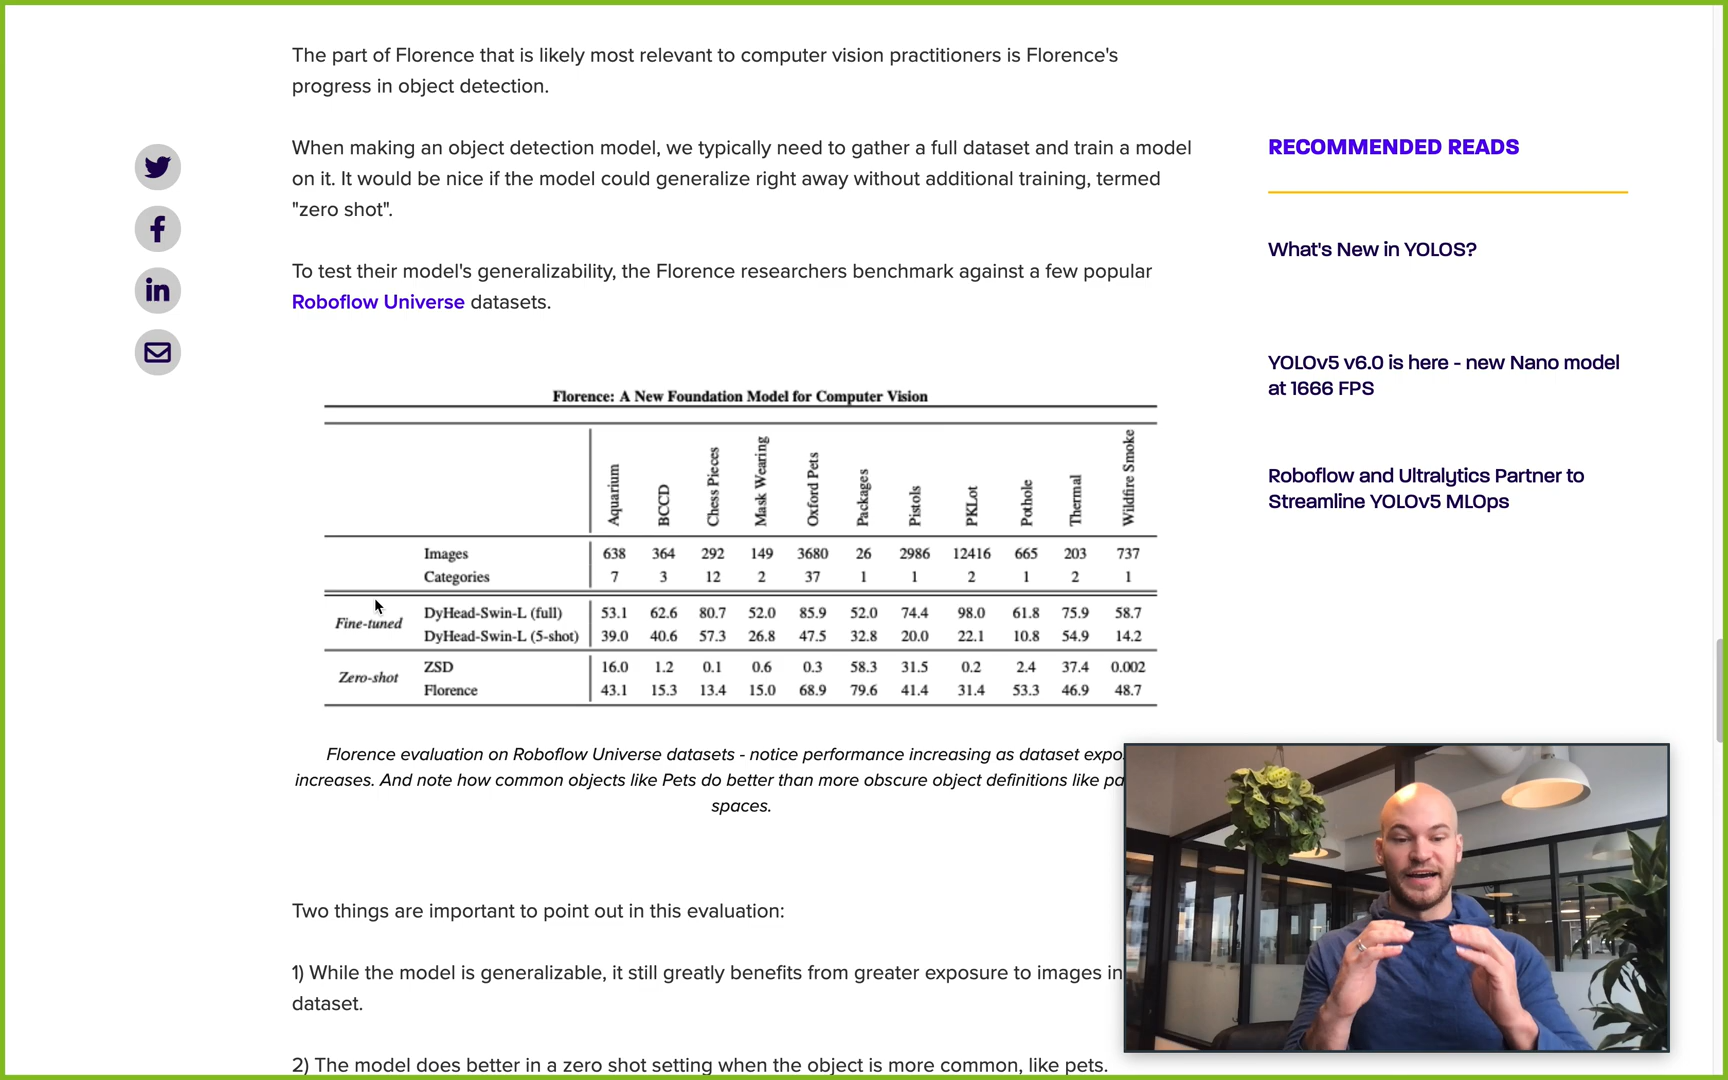 The part of Florence that is likely most relevant to computer vision practitioners is Florence's
progress in object detection.
When making an object detection model, we typically need to gather a full dataset and train a model
on it. It would be nice if the model could generalize right away without additional training, termed
"zero shot".
To test their model's generalizability, the Florence researchers benchmark against a few popular
Roboflow Universe datasets.
Florence: A New Foundation Model for Computer Vision
Aquarium BCCD Chess Pieces Mask Wearing Oxford Pets Packages Pistols PKLot Pothole Thermal Wildfire Smoke
Images 638 364 292 149 3680 26 2986 12416 665 203 737
Categories 7 3 12 2 37 1 1 2 1 2 1
Fine-tuned
DyHead-Swin-L (full) 53.1 62.6 80.7 52.0 85.9 52.0 74.4 98.0 61.8 75.9 58.7
DyHead-Swin-L (5-shot) 39.0 40.6 57.3 26.8 47.5 32.8 20.0 22.1 10.8 54.9 14.2
Zero-shot
ZSD 16.0 1.2 0.1 0.6 0.3 58.3 31.5 0.2 2.4 37.4 0.002
Florence 43.1 15.3 13.4 15.0 68.9 79.6 41.4 31.4 53.3 46.9 48.7
Florence evaluation on Roboflow Universe datasets - notice performance increasing as dataset expo
increases. And note how common objects like Pets do better than more obscure object definitions like pa
spaces.
Two things are important to point out in this evaluation:
1) While the model is generalizable, it still greatly benefits from greater exposure to images in
dataset.
2) The model does better in a zero shot setting when the object is more common, like pets.
RECOMMENDED READS
What's New in YOLOS?
YOLOv5 v6.0 is here - new Nano model
at 1666 FPS
Roboflow and Ultralytics Partner to
Streamline YOLOv5 MLOps